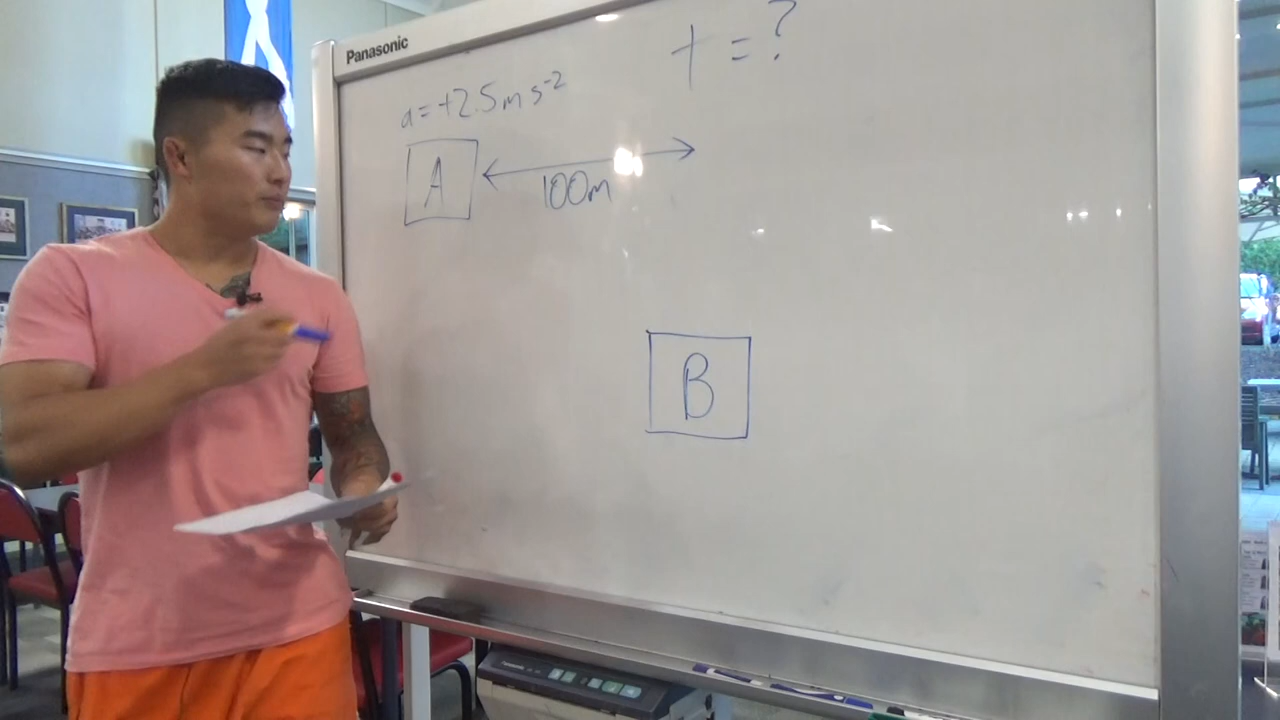 Panasonic
t = ?
a = +2.5 m s⁻²
A
100m
B